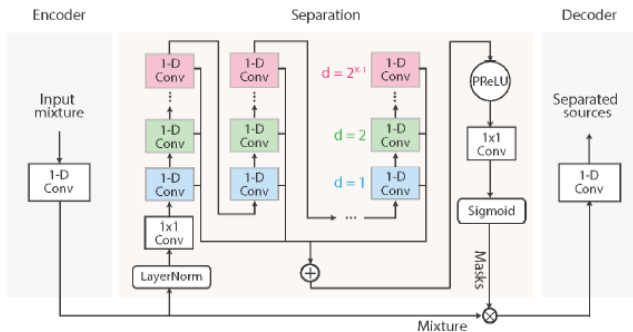 Encoder
Separation
Decoder
Input
mixture
1-D
Conv
1-D
Conv
1-D
Conv
1-D
Conv
1x1
Conv
LayerNorm
1-D
Conv
1-D
Conv
1-D
Conv
d = 2^X-1
d = 2
d = 1
1-D
Conv
1-D
Conv
1-D
Conv
PReLU
1x1
Conv
Sigmoid
Masks
Mixture
Separated
sources
1-D
Conv